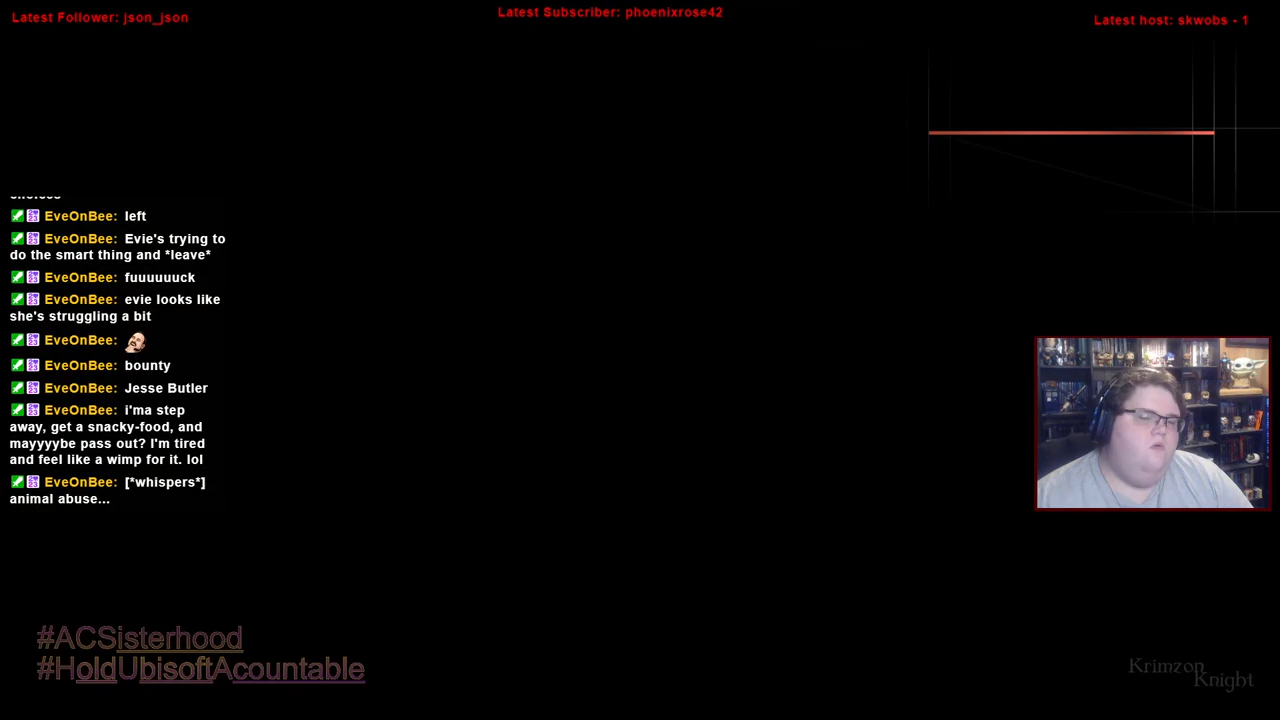 Latest Follower: json_json
Latest Subscriber: phoenixrose42
Latest host: skwobs - 1
EveOnBee: left
EveOnBee: Evie's trying to
do the smart thing and *leave*
EveOnBee: fuuuuuuck
EveOnBee: evie looks like
she's struggling a bit
EveOnBee:
EveOnBee: bounty
EveOnBee: Jesse Butler
EveOnBee: i'ma step
away, get a snacky-food, and
mayyyybe pass out? I'm tired
and feel like a wimp for it. lol
EveOnBee: [*whispers*]
animal abuse...
#ACSisterhood
#HoldUbisoftAcountable
Krimzon
Knight